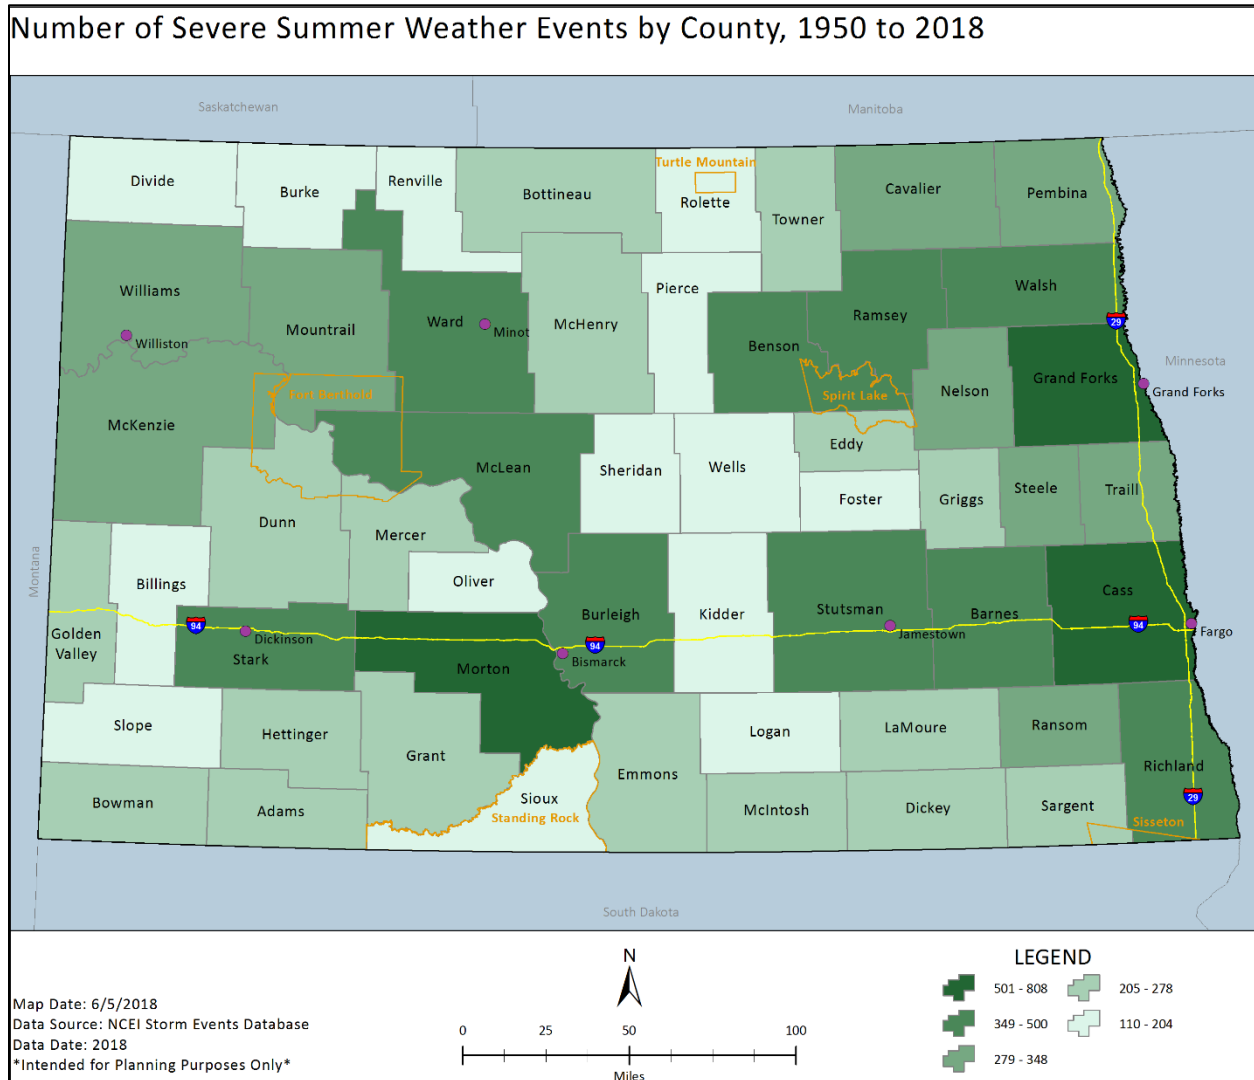 Number of Severe Summer Weather Events by County, 1950 to 2018
Saskatchewan
Manitoba
Divide
Burke
Renville
Bottineau
Turtle Mountain
Rolette
Towner
Cavalier
Pembina
Williams
Williston
Mountrail
Ward
Minot
McHenry
Pierce
Benson
Ramsey
Walsh
29
Minnesota
Grand Forks
Grand Forks
Nelson
Spirit Lake
Fort Berthold
McKenzie
McLean
Sheridan
Wells
Eddy
Foster
Griggs
Steele
Traill
Dunn
Mercer
Montana
Billings
Oliver
Burleigh
Kidder
Stutsman
Barnes
Cass
Golden
Valley
94
Dickinson
Stark
Morton
94
Bismarck
Jamestown
94
Fargo
Slope
Hettinger
Grant
Emmons
Logan
LaMoure
Ransom
Richland
Bowman
Adams
Sioux
Standing Rock
McIntosh
Dickey
Sargent
Sisseton
29
South Dakota
N
LEGEND
501 - 808
205 - 278
349 - 500
110 - 204
279 - 348
Map Date: 6/5/2018
Data Source: NCEI Storm Events Database
Data Date: 2018
*Intended for Planning Purposes Only*
0 25 50 100
Miles